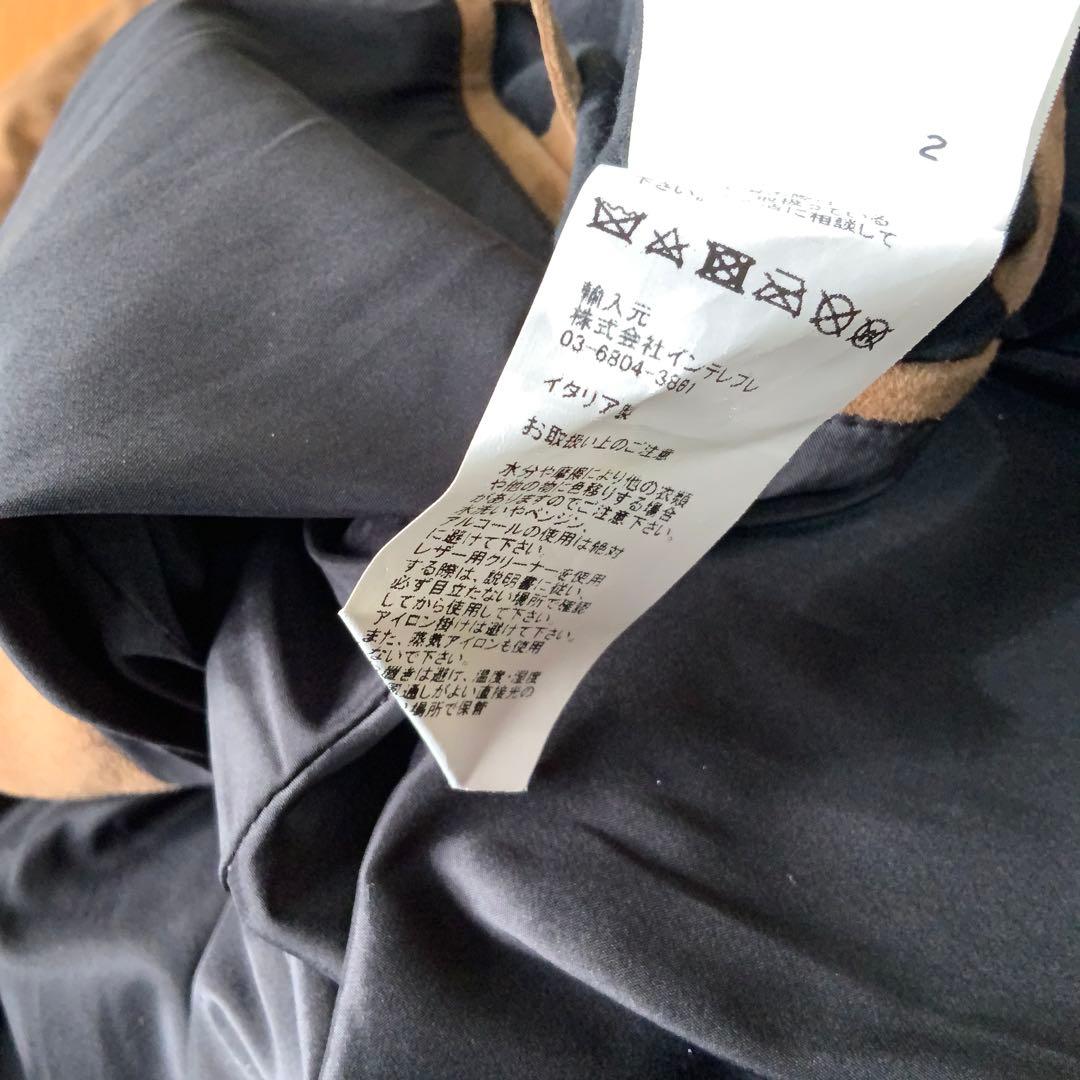 2
下さい。
に相談して
輸入元
株式会社インテレプレ
03-6804-3861
イタリア製
お取扱い上のご注意
水分や摩擦により他の衣類
や他の物に色移りする場合
がありますのでご注意下さい。
水洗いやベンジン、
アルコールの使用は絶対
に避けて下さい。
レザー用クリーナーを使用
する際は、説明書に従い、
必ず目立たない場所で確認
してから使用して下さい。
アイロン掛けは避けて下さい。
また、蒸気アイロンも使用
ないで下さい。
きは避け、温度・湿度
通しがよい直接光の
場所で保管